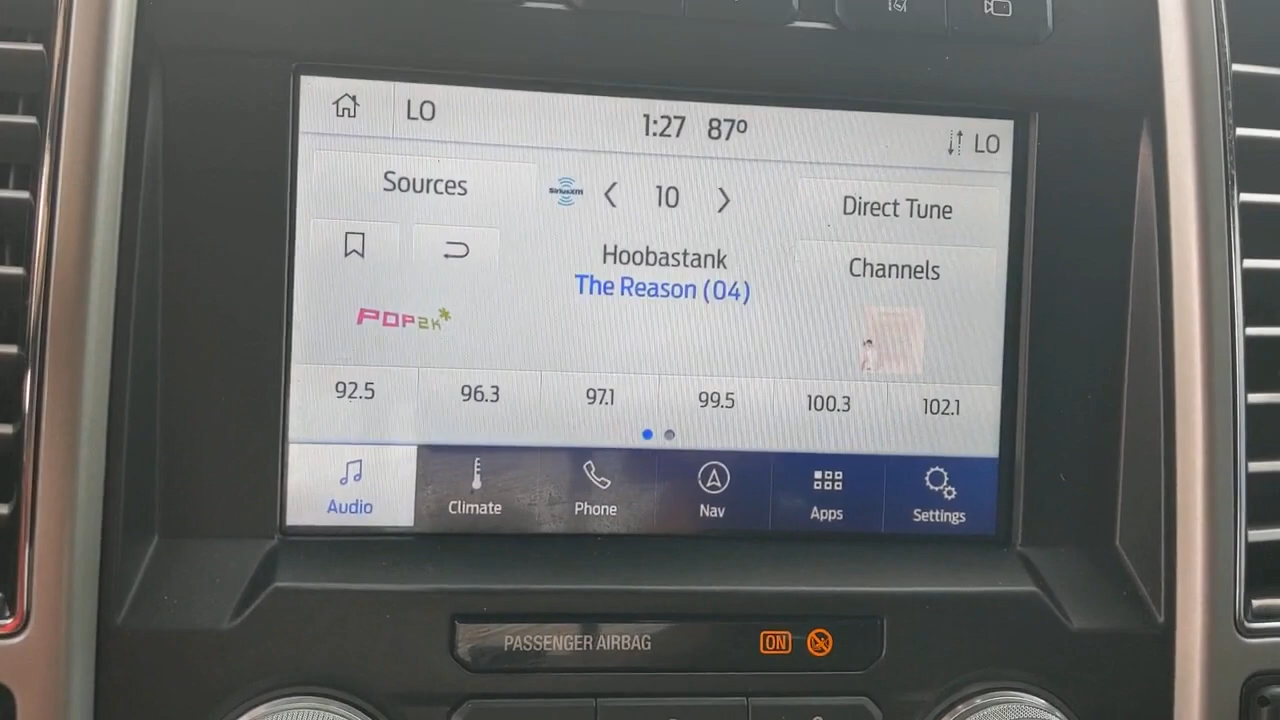 LO
1:27 87º
LO
Sources
SiriusXM
10
Direct Tune
Hoobastank
Channels
The Reason (04)
POP2K
92.5
96.3
97.1
99.5
100.3
102.1
Audio
Climate
Phone
Nav
Apps
Settings
PASSENGER AIRBAG
ON